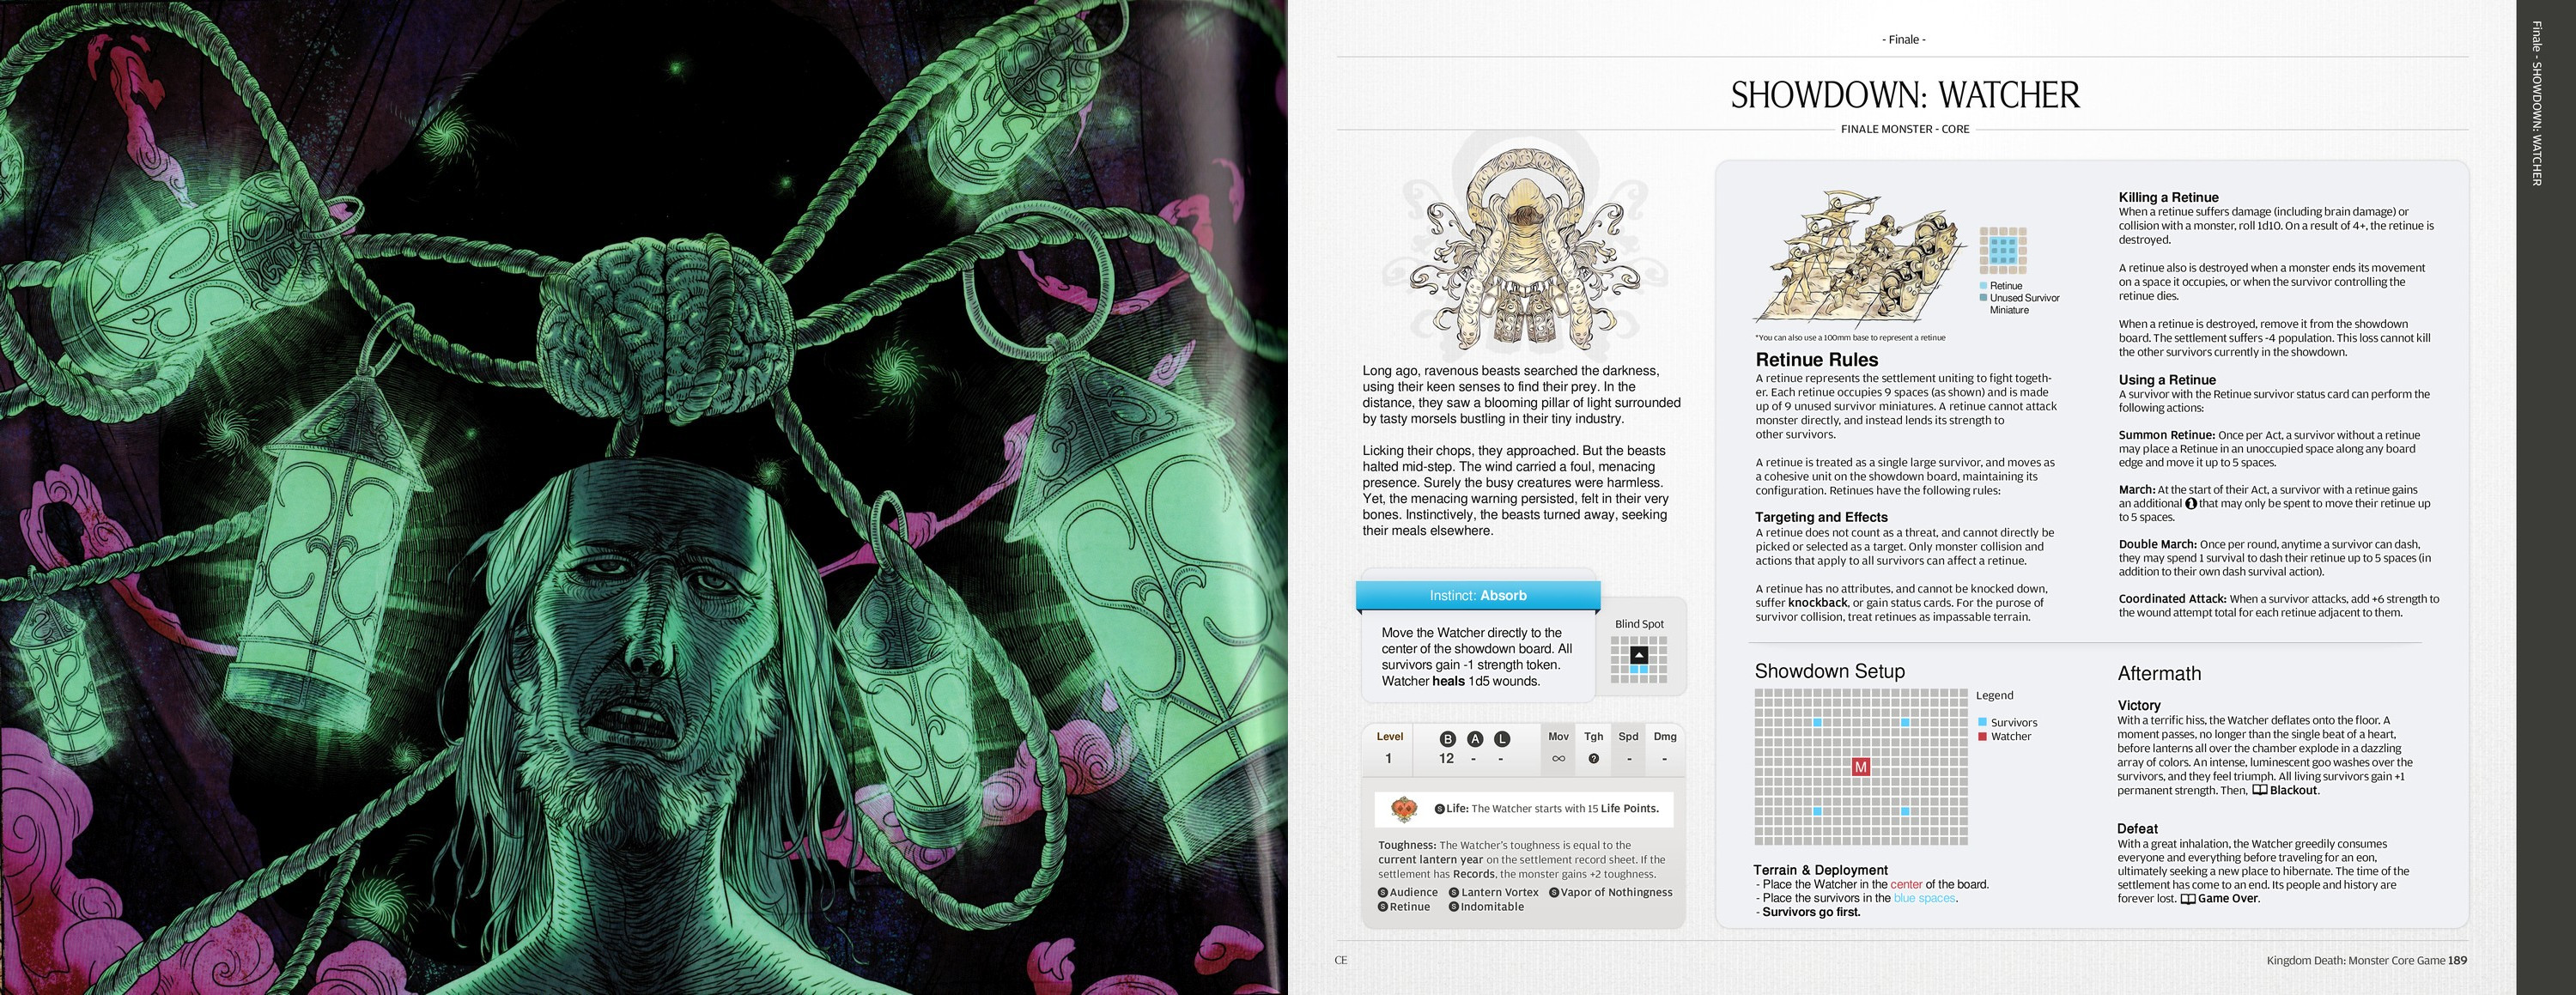 - Finale -
SHOWDOWN: WATCHER
FINALE MONSTER - CORE
Long ago, ravenous beasts searched the darkness,
using their keen senses to find their prey. In the
distance, they saw a blooming pillar of light surrounded
by tasty morsels bustling in their tiny industry.
Licking their chops, they approached. But the beasts
halted mid-step. The wind carried a foul, menacing
presence. Surely the busy creatures were harmless.
Yet, the menacing warning persisted, felt in their very
bones. Instinctively, the beasts turned away, seeking
their meals elsewhere.
Instinct: Absorb
Move the Watcher directly to the
center of the showdown board. All
survivors gain -1 strength token.
Watcher heals 1d5 wounds.
Blind Spot
Level B A L Mov Tgh Spd Dmg
1 12 - - ∞ ? - -
S Life: The Watcher starts with 15 Life Points.
Toughness: The Watcher's toughness is equal to the
current lantern year on the settlement record sheet. If the
settlement has Records, the monster gains +2 toughness.
S Audience S Lantern Vortex S Vapor of Nothingness
S Retinue S Indomitable
Retinue
Unused Survivor
Miniature
*You can also use a 100mm base to represent a retinue
Retinue Rules
A retinue represents the settlement uniting to fight togeth-
er. Each retinue occupies 9 spaces (as shown) and is made
up of 9 unused survivor miniatures. A retinue cannot attack
monster directly, and instead lends its strength to
other survivors.
A retinue is treated as a single large survivor, and moves as
a cohesive unit on the showdown board, maintaining its
configuration. Retinues have the following rules:
Targeting and Effects
A retinue does not count as a threat, and cannot directly be
picked or selected as a target. Only monster collision and
actions that apply to all survivors can affect a retinue.
A retinue has no attributes, and cannot be knocked down,
suffer knockback, or gain status cards. For the purose of
survivor collision, treat retinues as impassable terrain.
Killing a Retinue
When a retinue suffers damage (including brain damage) or
collision with a monster, roll 1d10. On a result of 4+, the retinue is
destroyed.
A retinue also is destroyed when a monster ends its movement
on a space it occupies, or when the survivor controlling the
retinue dies.
When a retinue is destroyed, remove it from the showdown
board. The settlement suffers -4 population. This loss cannot kill
the other survivors currently in the showdown.
Using a Retinue
A survivor with the Retinue survivor status card can perform the
following actions:
Summon Retinue: Once per Act, a survivor without a retinue
may place a Retinue in an unoccupied space along any board
edge and move it up to 5 spaces.
March: At the start of their Act, a survivor with a retinue gains
an additional that may only be spent to move their retinue up
to 5 spaces.
Double March: Once per round, anytime a survivor can dash,
they may spend 1 survival to dash their retinue up to 5 spaces (in
addition to their own dash survival action).
Coordinated Attack: When a survivor attacks, add +6 strength to
the wound attempt total for each retinue adjacent to them.
Showdown Setup
M
Legend
Survivors
Watcher
Terrain & Deployment
- Place the Watcher in the center of the board.
- Place the survivors in the blue spaces.
- Survivors go first.
Aftermath
Victory
With a terrific hiss, the Watcher deflates onto the floor. A
moment passes, no longer than the single beat of a heart,
before lanterns all over the chamber explode in a dazzling
array of colors. An intense, luminescent goo washes over the
survivors, and they feel triumph. All living survivors gain +1
permanent strength. Then, Blackout.
Defeat
With a great inhalation, the Watcher greedily consumes
everyone and everything before traveling for an eon,
ultimately seeking a new place to hibernate. The time of the
settlement has come to an end. Its people and history are
forever lost. Game Over.
CE
Kingdom Death: Monster Core Game 189
Finale - SHOWDOWN: WATCHER